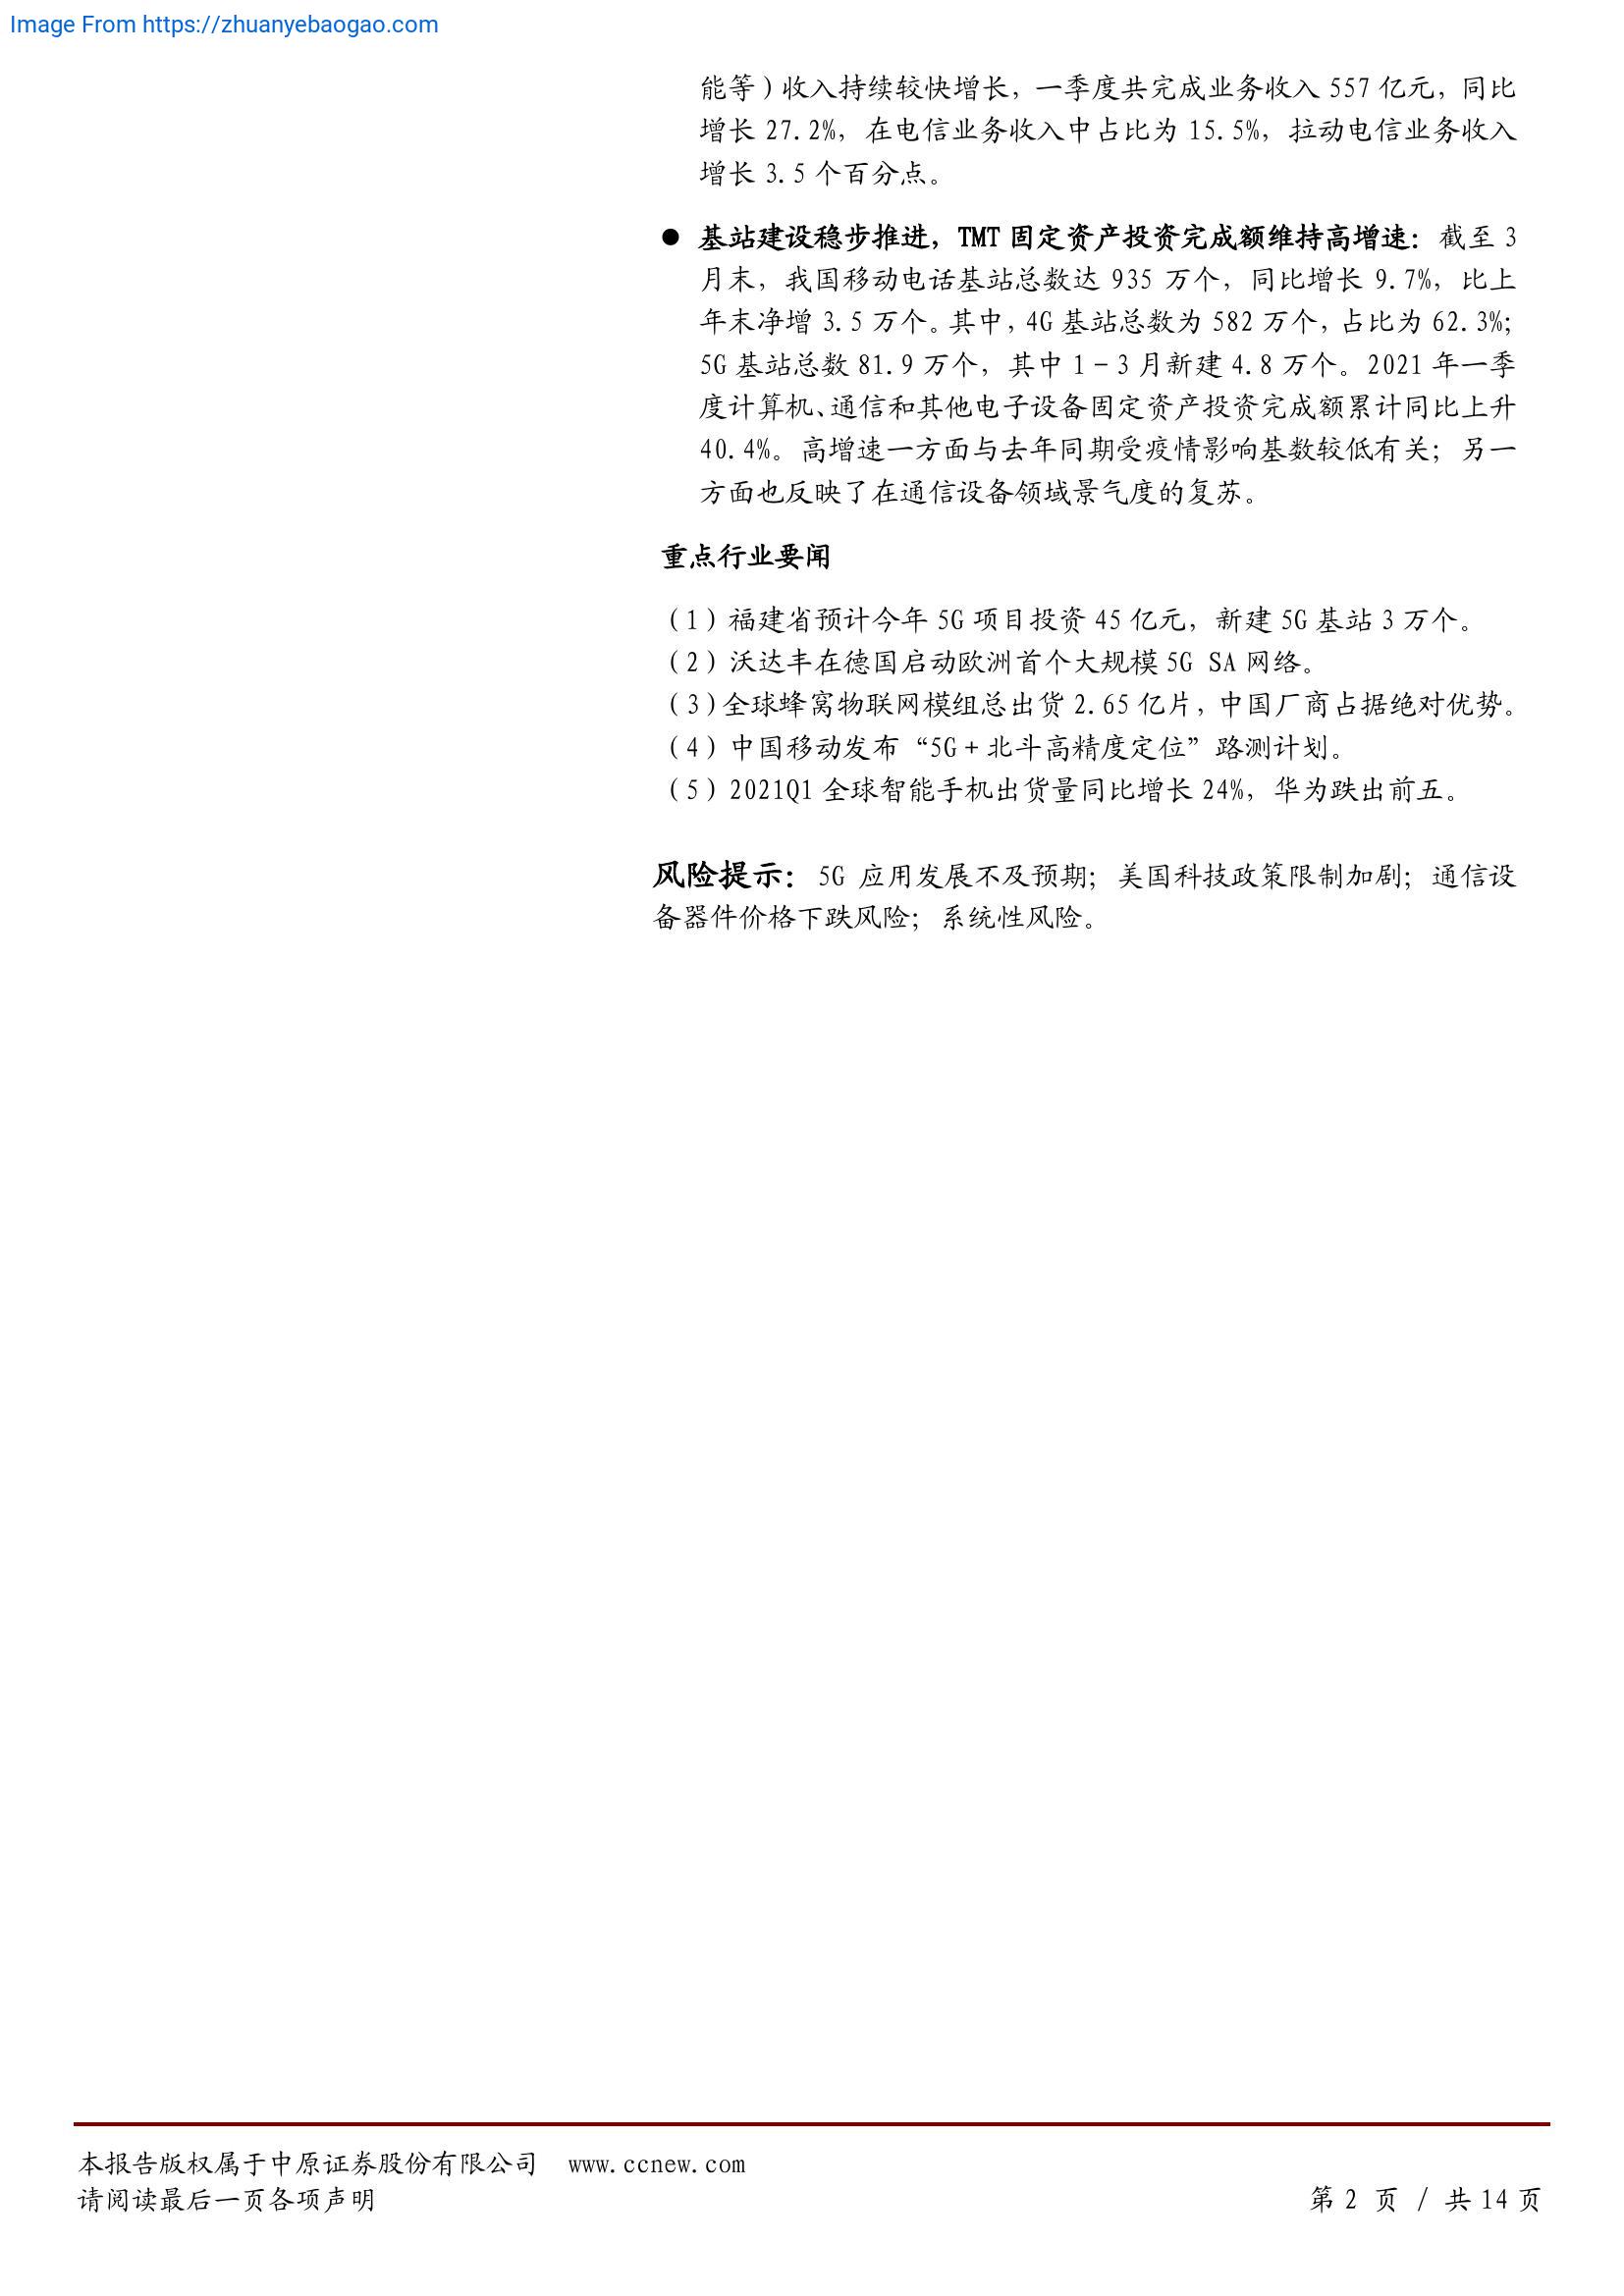 Image From https://zhuanyebaogao.com
能等）收入持续较快增长，一季度共完成业务收入 557 亿元，同比
增长 27.2%，在电信业务收入中占比为 15.5%，拉动电信业务收入
增长 3.5 个百分点。
● 基站建设稳步推进，TMT 固定资产投资完成额维持高增速：截至 3
月末，我国移动电话基站总数达 935 万个，同比增长 9.7%，比上
年末净增 3.5 万个。其中，4G 基站总数为 582 万个，占比为 62.3%；
5G 基站总数 81.9 万个，其中 1－3 月新建 4.8 万个。2021 年一季
度计算机、通信和其他电子设备固定资产投资完成额累计同比上升
40.4%。高增速一方面与去年同期受疫情影响基数较低有关；另一
方面也反映了在通信设备领域景气度的复苏。
重点行业要闻
（1）福建省预计今年 5G 项目投资 45 亿元，新建 5G 基站 3 万个。
（2）沃达丰在德国启动欧洲首个大规模 5G SA 网络。
（3）全球蜂窝物联网模组总出货 2.65 亿片，中国厂商占据绝对优势。
（4）中国移动发布“5G＋北斗高精度定位”路测计划。
（5）2021Q1 全球智能手机出货量同比增长 24%，华为跌出前五。
风险提示：5G 应用发展不及预期；美国科技政策限制加剧；通信设
备器件价格下跌风险；系统性风险。
本报告版权属于中原证券股份有限公司 www.ccnew.com
请阅读最后一页各项声明 第 2 页 / 共 14 页